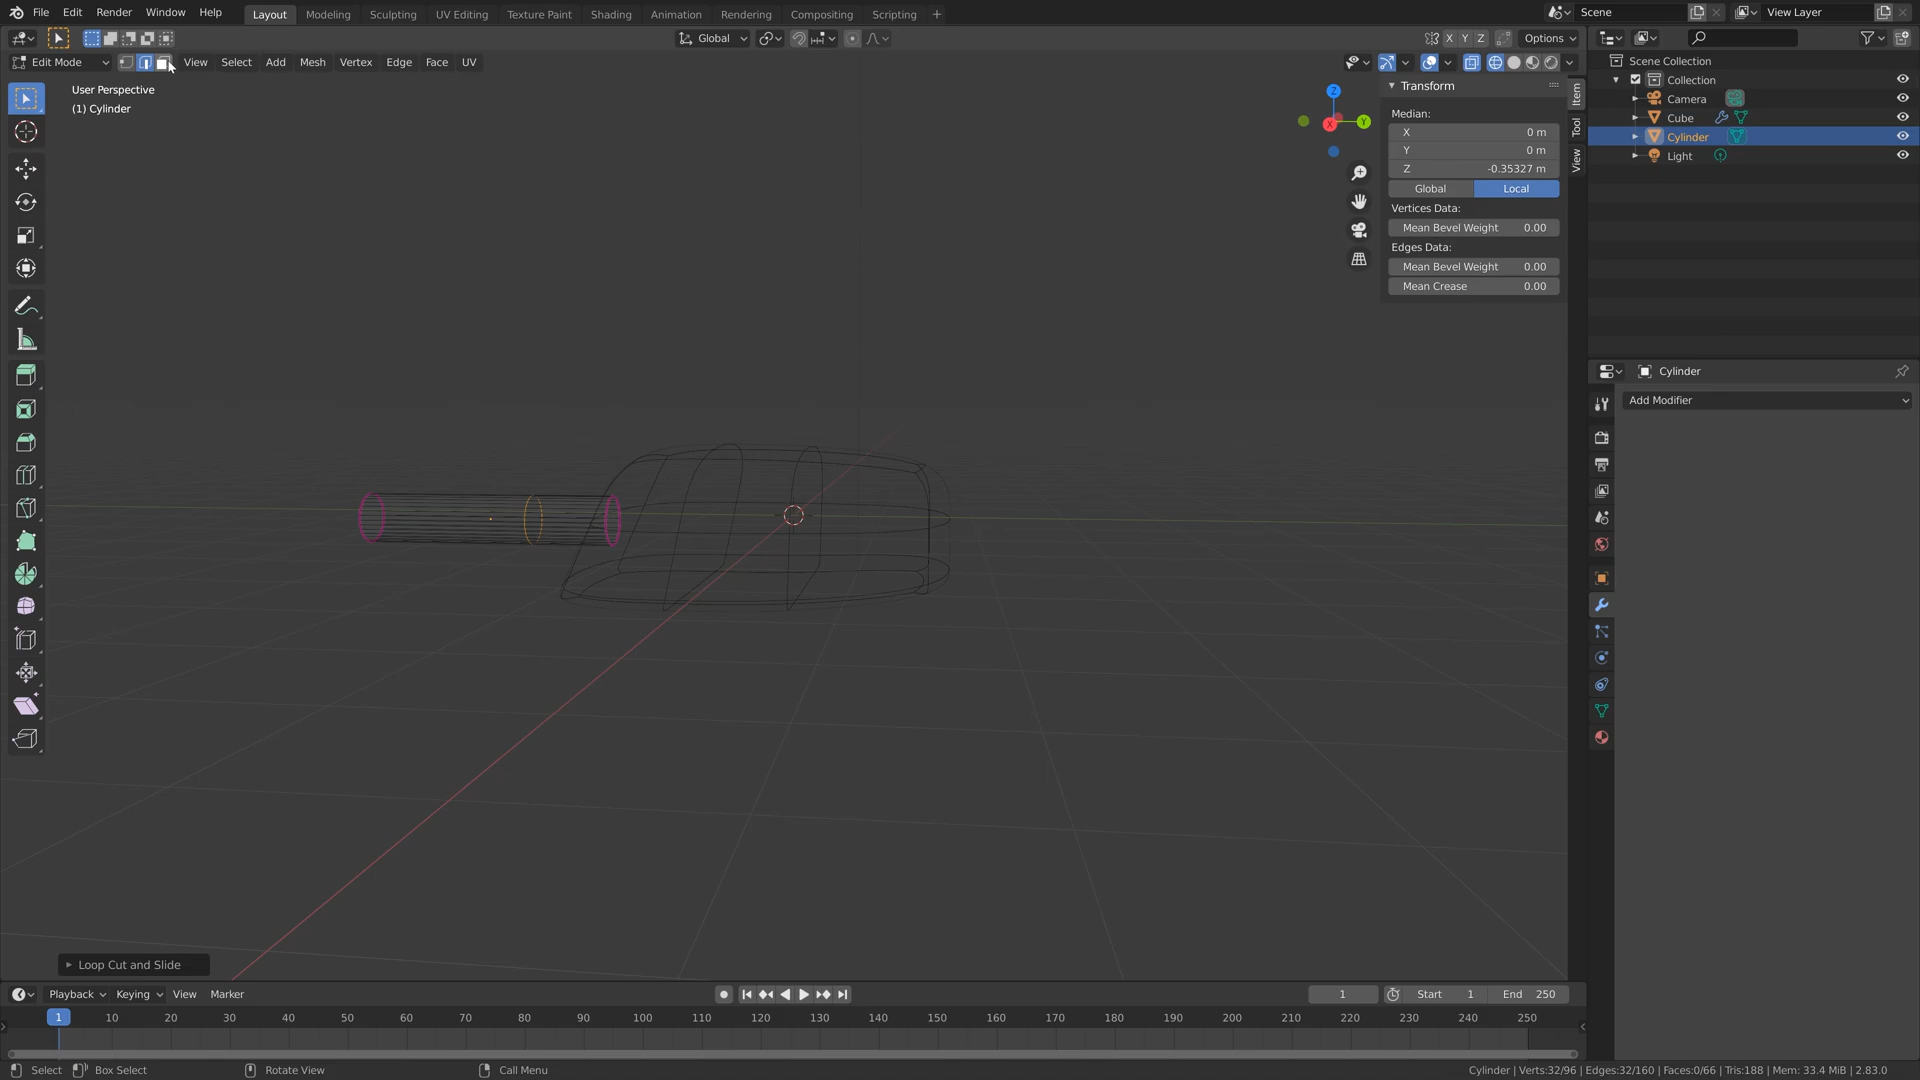 File Edit Render Window Help Layout Modeling Sculpting UV Editing Texture Paint Shading Animation Rendering Compositing Scripting + Scene View Layer
Global X Y Z Options
Edit Mode View Select Add Mesh Vertex Edge Face UV
User Perspective
(1) Cylinder
Z
Y
X
Transform
Median:
X 0 m
Y 0 m
Z -0.35327 m
Global Local
Vertices Data:
Mean Bevel Weight 0.00
Edges Data:
Mean Bevel Weight 0.00
Mean Crease 0.00
Item
Tool
View
Scene Collection
Collection
Camera
Cube
Cylinder
Light
Cylinder
Add Modifier
Loop Cut and Slide
Playback Keying View Marker 1 Start 1 End 250
1 10 20 30 40 50 60 70 80 90 100 110 120 130 140 150 160 170 180 190 200 210 220 230 240 250
Select Box Select Rotate View Call Menu Cylinder | Verts:32/96 | Edges:32/160 | Faces:0/66 | Tris:188 | Mem: 33.4 MiB | 2.83.0